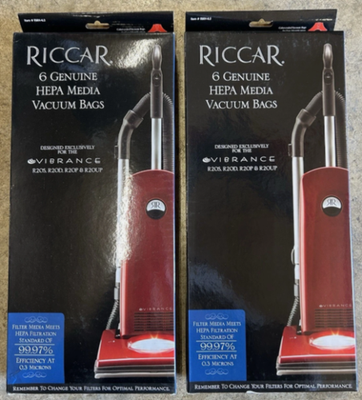 RICCAR.
6 GENUINE
HEPA MEDIA
VACUUM BAGS
DESIGNED EXCLUSIVELY
FOR THE
VIBRANCE
R20S, R20D, R20P & R20UP
VIBRANCE
FILTER MEDIA MEETS
HEPA FILTRATION
STANDARD OF
99.97%
EFFICIENCY AT
0.3 MICRONS
REMEMBER TO CHANGE YOUR FILTERS FOR OPTIMAL PERFORMANCE.
RICCAR.
6 GENUINE
HEPA MEDIA
VACUUM BAGS
DESIGNED EXCLUSIVELY
FOR THE
VIBRANCE
R20S, R20D, R20P & R20UP
VIBRANCE
FILTER MEDIA MEETS
HEPA FILTRATION
STANDARD OF
99.97%
EFFICIENCY AT
0.3 MICRONS
REMEMBER TO CHANGE YOUR FILTERS FOR OPTIMAL PERFORMANCE.